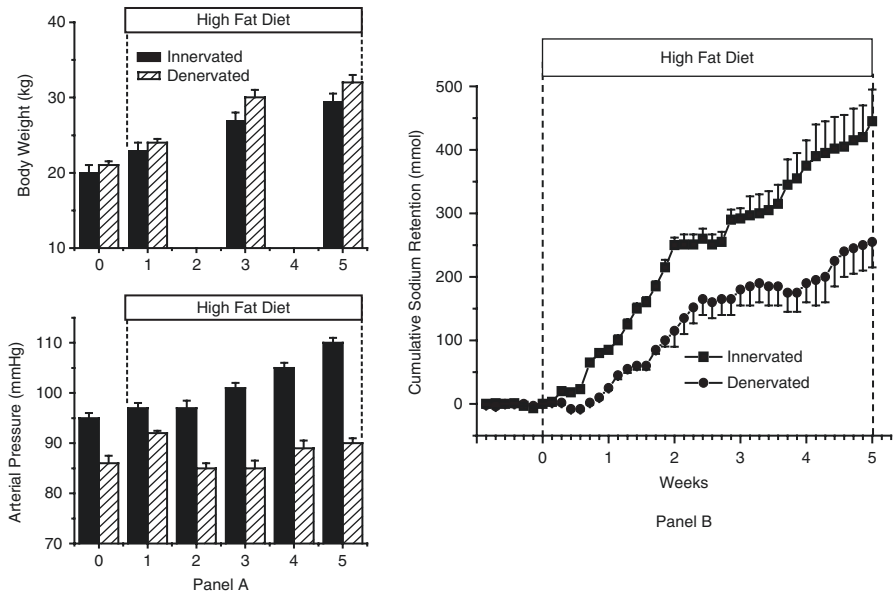 High Fat Diet
Innervated
Denervated
Body Weight (kg)
40
30
20
10
0 1 2 3 4 5
High Fat Diet
Arterial Pressure (mmHg)
110
100
90
80
70
0 1 2 3 4 5
Panel A
High Fat Diet
Cumulative Sodium Retention (mmol)
500
400
300
200
100
0
Innervated
Denervated
0 1 2 3 4 5
Weeks
Panel B